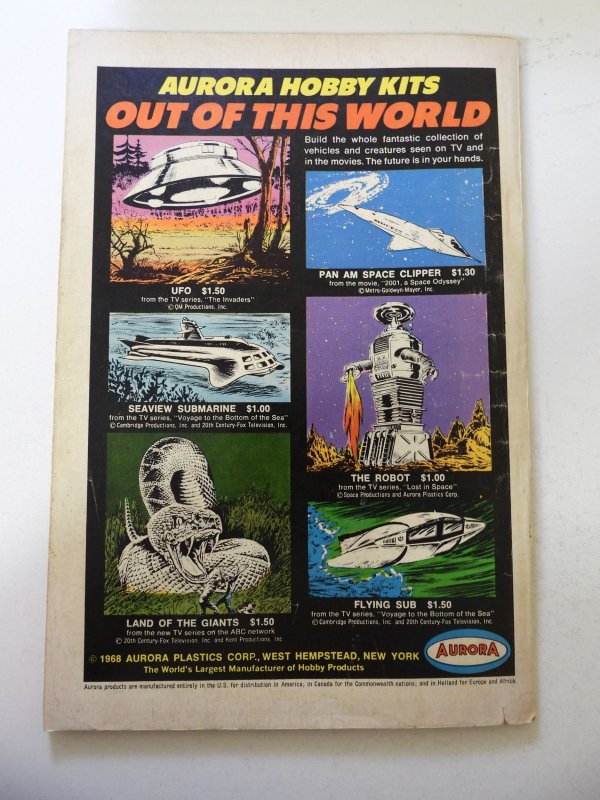 AURORA HOBBY KITS
OUT OF THIS WORLD
Build the whole fantastic collection of
vehicles and creatures seen on TV and
in the movies. The future is in your hands.
UFO $1.50
from the TV series, "The Invaders"
© QM Productions, Inc.
PAN AM SPACE CLIPPER $1.30
from the movie, "2001, a Space Odyssey"
© Metro-Goldwyn-Mayer, Inc.
SEAVIEW SUBMARINE $1.00
from the TV series, "Voyage to the Bottom of the Sea"
© Cambridge Productions, Inc. and 20th Century-Fox Television, Inc.
THE ROBOT $1.00
from the TV series, "Lost in Space"
© Space Productions and Aurora Plastics Corp.
LAND OF THE GIANTS $1.50
from the new TV series on the ABC network
© 20th Century-Fox Television, Inc. and Kent Productions, Inc.
FLYING SUB $1.50
from the TV series, "Voyage to the Bottom of the Sea"
© Cambridge Productions, Inc. and 20th Century-Fox Television, Inc.
© 1968 AURORA PLASTICS CORP., WEST HEMPSTEAD, NEW YORK
The World's Largest Manufacturer of Hobby Products
AURORA
Aurora products are manufactured entirely in the U.S. for distribution in America; in Canada for the Commonwealth nations; and in Holland for Europe and Africa.